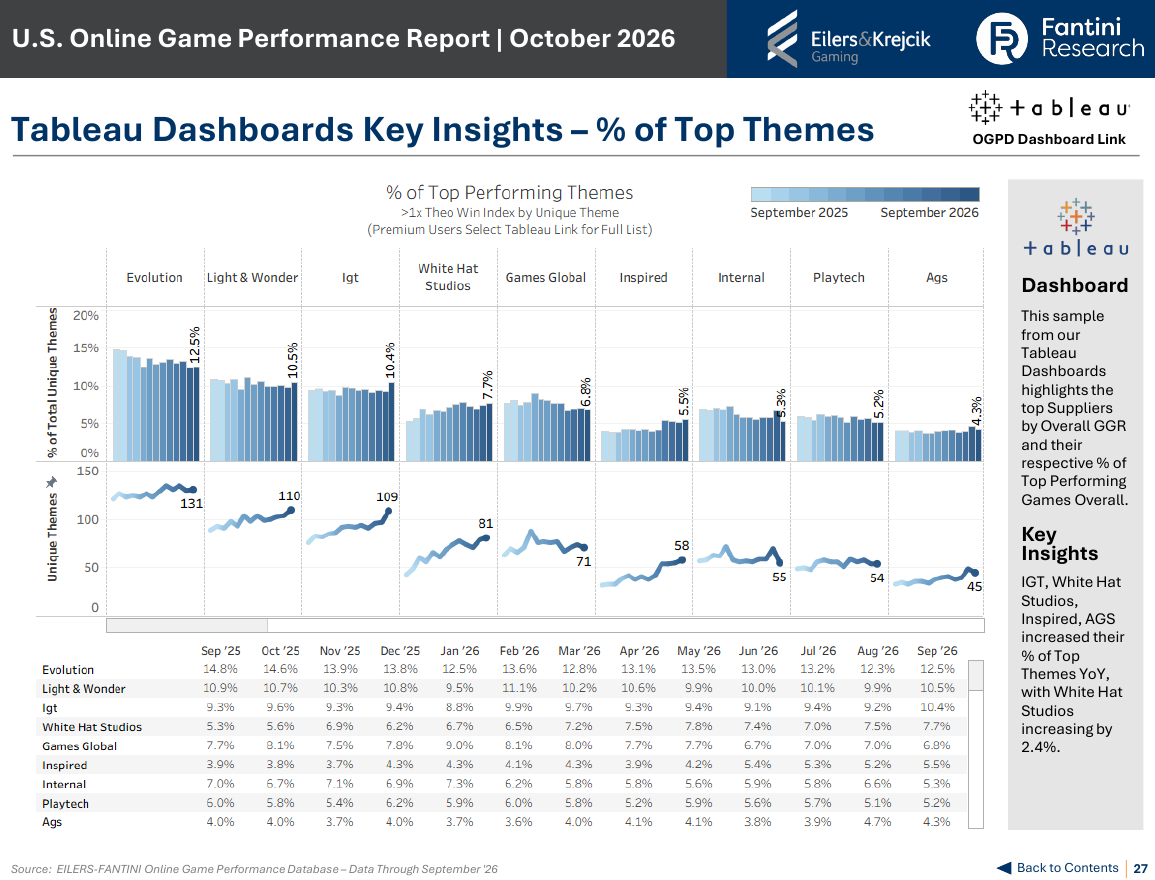 U.S. Online Game Performance Report | October 2026
Eilers&Krejcik
Gaming
Fantini
Research
Tableau Dashboards Key Insights – % of Top Themes
+ a b | e a u
OGPD Dashboard Link
% of Top Performing Themes
>1x Theo Win Index by Unique Theme
(Premium Users Select Tableau Link for Full List)
September 2025 September 2026
Evolution Light & Wonder Igt White Hat Studios Games Global Inspired Internal Playtech Ags
% of Total Unique Themes
20%
15%
10%
5%
0%
12.5% 10.5% 10.4% 7.7% 6.8% 5.5% 5.3% 5.2% 4.3%
Unique Themes
150
100
50
0
131 110 109 81 71 58 55 54 45
Sep '25 Oct '25 Nov '25 Dec '25 Jan '26 Feb '26 Mar '26 Apr '26 May '26 Jun '26 Jul '26 Aug '26 Sep '26
Evolution 14.8% 14.6% 13.9% 13.8% 12.5% 13.6% 12.8% 13.1% 13.5% 13.0% 13.2% 12.3% 12.5%
Light & Wonder 10.9% 10.7% 10.3% 10.8% 9.5% 11.1% 10.2% 10.6% 9.9% 10.0% 10.1% 9.9% 10.5%
Igt 9.3% 9.6% 9.3% 9.4% 8.8% 9.9% 9.7% 9.3% 9.4% 9.1% 9.4% 9.2% 10.4%
White Hat Studios 5.3% 5.6% 6.9% 6.2% 6.7% 6.5% 7.2% 7.5% 7.8% 7.4% 7.0% 7.5% 7.7%
Games Global 7.7% 8.1% 7.5% 7.8% 9.0% 8.1% 8.0% 7.7% 7.7% 6.7% 7.0% 7.0% 6.8%
Inspired 3.9% 3.8% 3.7% 4.3% 4.3% 4.1% 4.3% 3.9% 4.2% 5.4% 5.3% 5.2% 5.5%
Internal 7.0% 6.7% 7.1% 6.9% 7.3% 6.2% 5.8% 5.8% 5.6% 5.9% 5.8% 6.6% 5.3%
Playtech 6.0% 5.8% 5.4% 6.2% 5.9% 6.0% 5.8% 5.2% 5.9% 5.6% 5.7% 5.1% 5.2%
Ags 4.0% 4.0% 3.7% 4.0% 3.7% 3.6% 4.0% 4.1% 4.1% 3.8% 3.9% 4.7% 4.3%
+ a b | e a u
Dashboard
This sample
from our
Tableau
Dashboards
highlights the
top Suppliers
by Overall GGR
and their
respective % of
Top Performing
Games Overall.
Key
Insights
IGT, White Hat
Studios,
Inspired, AGS
increased their
% of Top
Themes YoY,
with White Hat
Studios
increasing by
2.4%.
Source: EILERS-FANTINI Online Game Performance Database – Data Through September '26
Back to Contents | 27